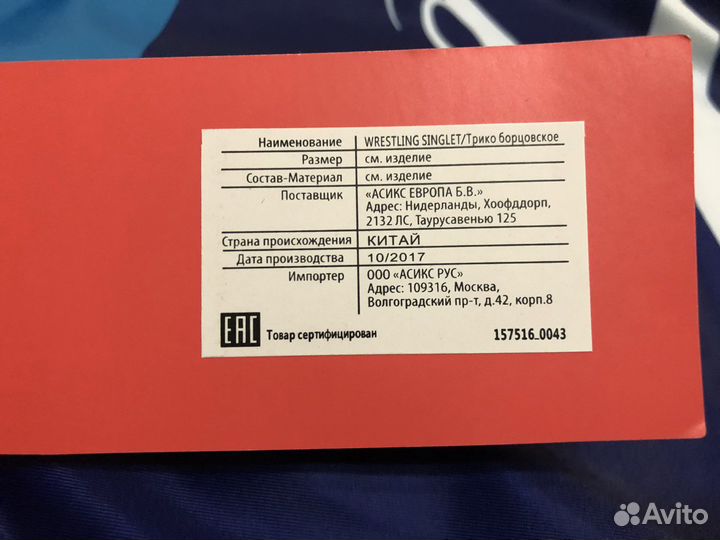 Наименование WRESTLING SINGLET/Трико борцовское
Размер см. изделие
Состав-Материал см. изделие
Поставщик «АСИКС ЕВРОПА Б.В.»
Адрес: Нидерланды, Хоофддорп,
2132 ЛС, Таурусавенью 125
Страна происхождения КИТАЙ
Дата производства 10/2017
Импортер ООО «АСИКС РУС»
Адрес: 109316, Москва,
Волгоградский пр-т, д.42, корп.8
EAC Товар сертифицирован 157516_0043
Avito